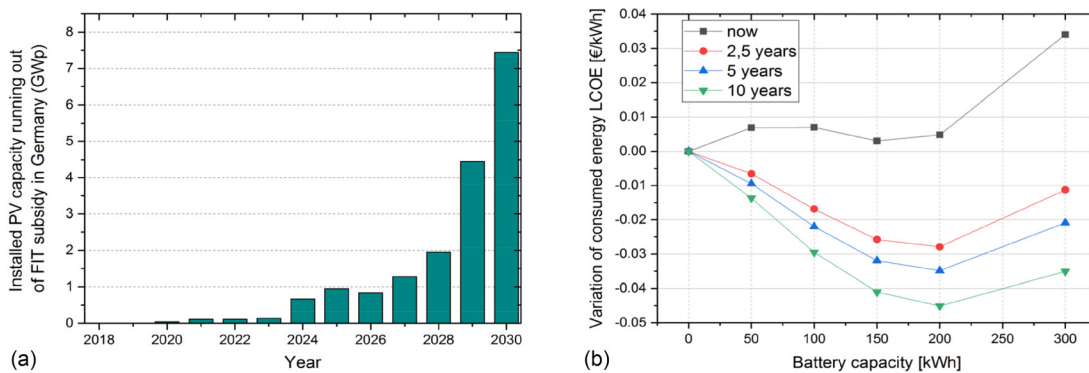 Installed PV capacity running out
of FIT subsidy in Germany (GWp)
8
7
6
5
4
3
2
1
0
2018 2020 2022 2024 2026 2028 2030
Year
(a)
Variation of consumed energy LCOE [€/kWh]
0.04
0.03
0.02
0.01
0.00
-0.01
-0.02
-0.03
-0.04
-0.05
now
2,5 years
5 years
10 years
0 50 100 150 200 250 300
Battery capacity [kWh]
(b)